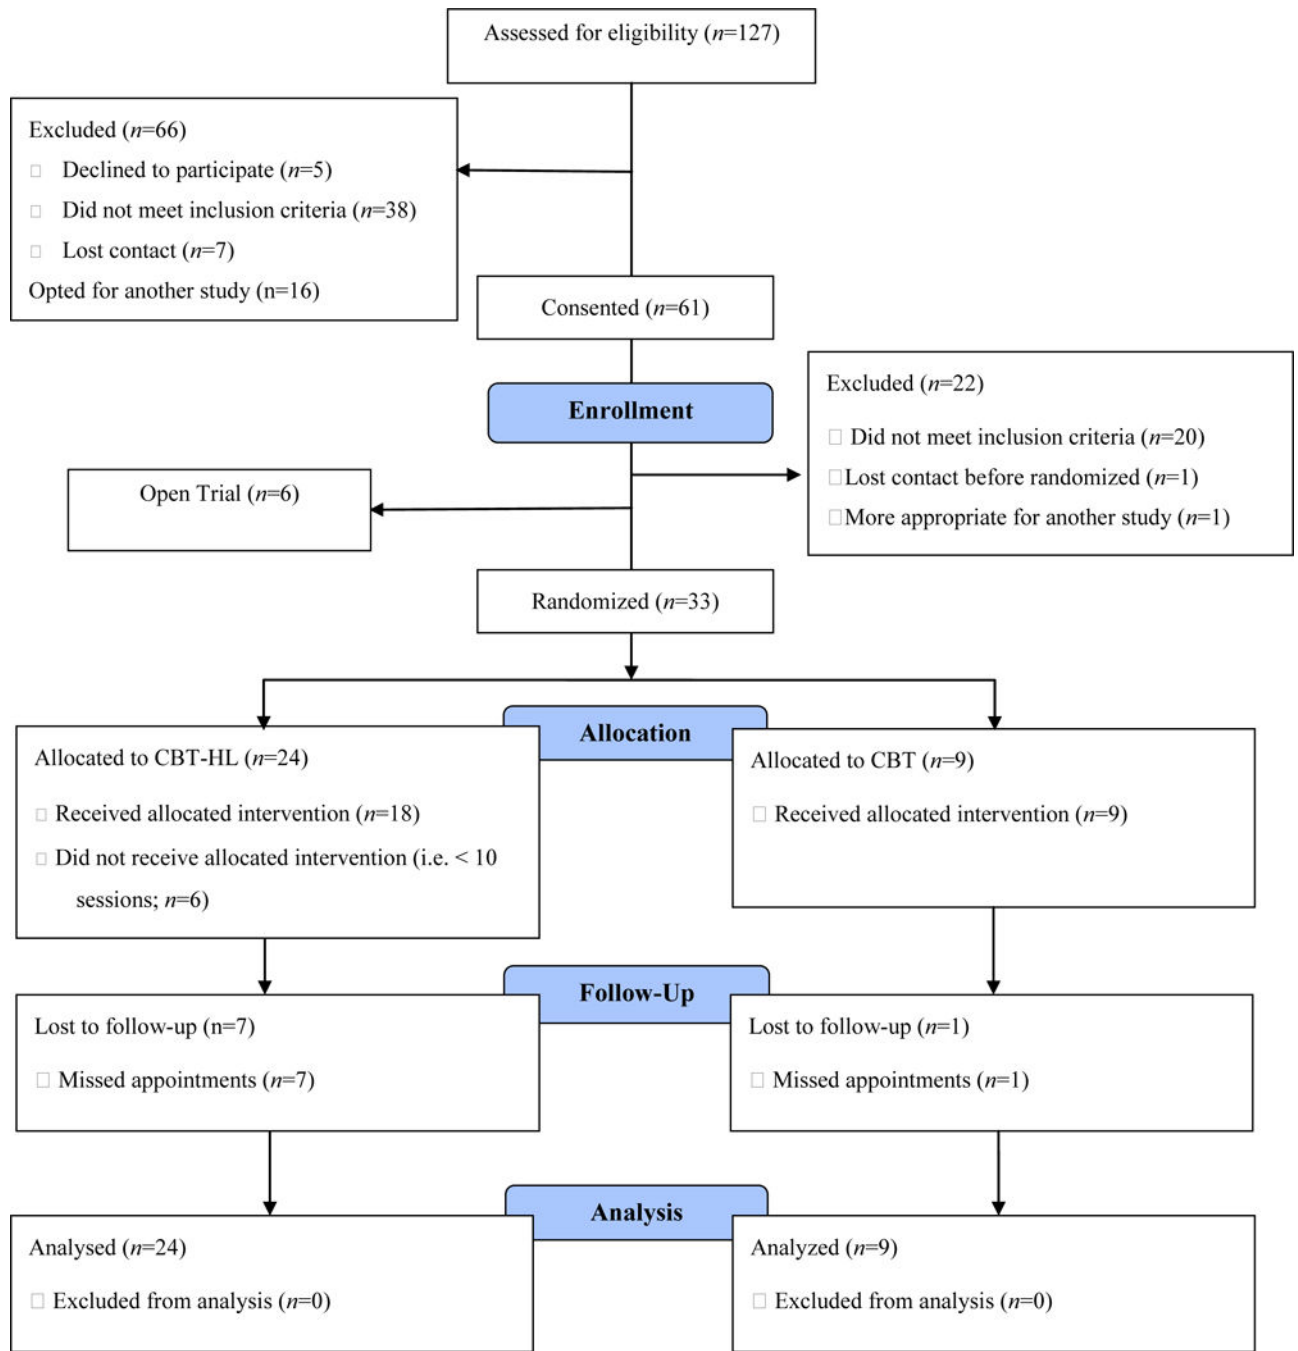 Assessed for eligibility (n=127)
Excluded (n=66)
Declined to participate (n=5)
Did not meet inclusion criteria (n=38)
Lost contact (n=7)
Opted for another study (n=16)
Consented (n=61)
Enrollment
Excluded (n=22)
Did not meet inclusion criteria (n=20)
Lost contact before randomized (n=1)
More appropriate for another study (n=1)
Open Trial (n=6)
Randomized (n=33)
Allocation
Allocated to CBT-HL (n=24)
Received allocated intervention (n=18)
Did not receive allocated intervention (i.e. < 10
sessions; n=6)
Allocated to CBT (n=9)
Received allocated intervention (n=9)
Follow-Up
Lost to follow-up (n=7)
Missed appointments (n=7)
Lost to follow-up (n=1)
Missed appointments (n=1)
Analysis
Analysed (n=24)
Excluded from analysis (n=0)
Analyzed (n=9)
Excluded from analysis (n=0)